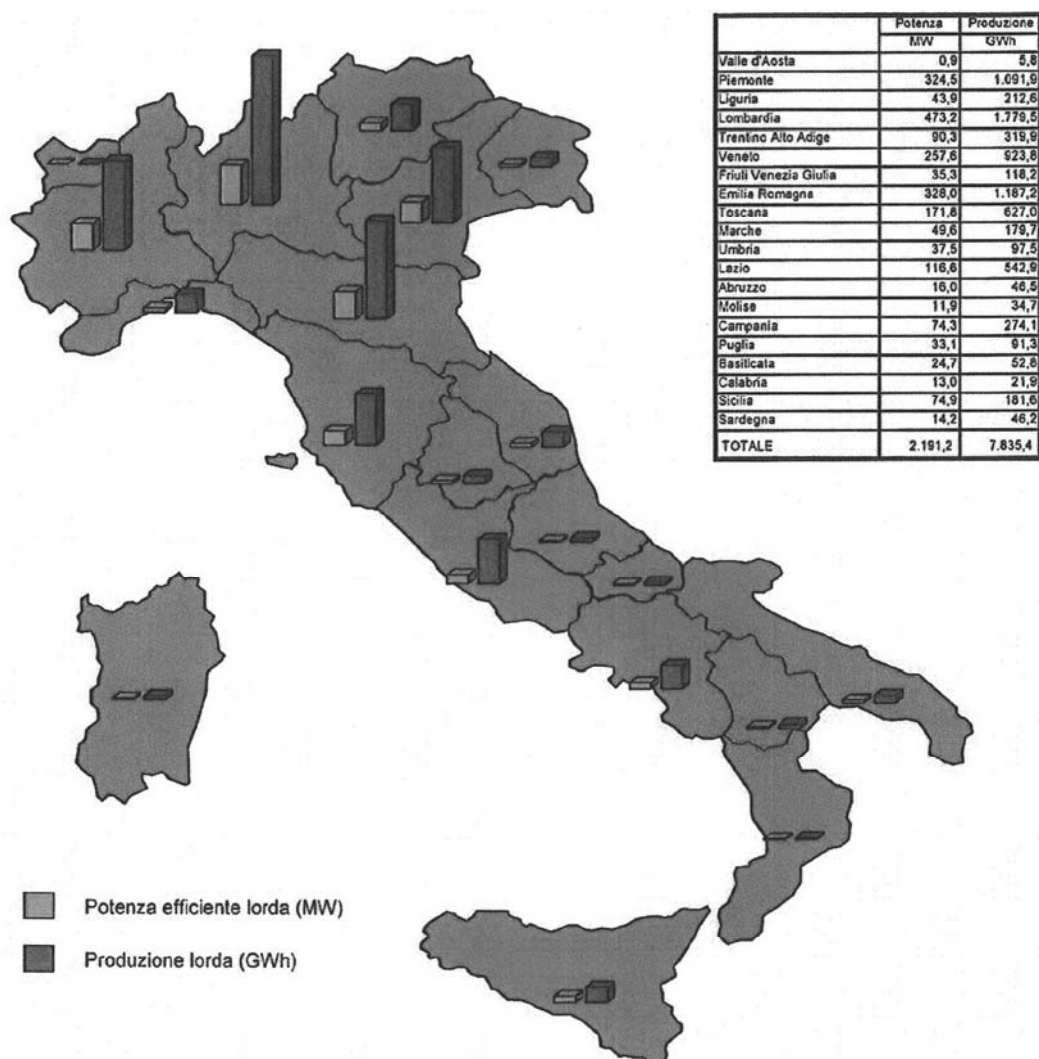 Potenza Produzione
MW GWh
Valle d'Aosta 0,9 5,8
Piemonte 324,5 1.091,9
Liguria 43,9 212,6
Lombardia 473,2 1.779,5
Trentino Alto Adige 90,3 319,9
Veneto 257,6 923,8
Friuli Venezia Giulia 35,3 118,2
Emilia Romagna 328,0 1.187,2
Toscana 171,8 627,0
Marche 49,6 179,7
Umbria 37,5 97,5
Lazio 116,6 542,9
Abruzzo 16,0 46,5
Molise 11,9 34,7
Campania 74,3 274,1
Puglia 33,1 91,3
Basilicata 24,7 52,8
Calabria 13,0 21,9
Sicilia 74,9 181,6
Sardegna 14,2 46,2
TOTALE 2.191,2 7.835,4
Potenza efficiente lorda (MW)
Produzione lorda (GWh)